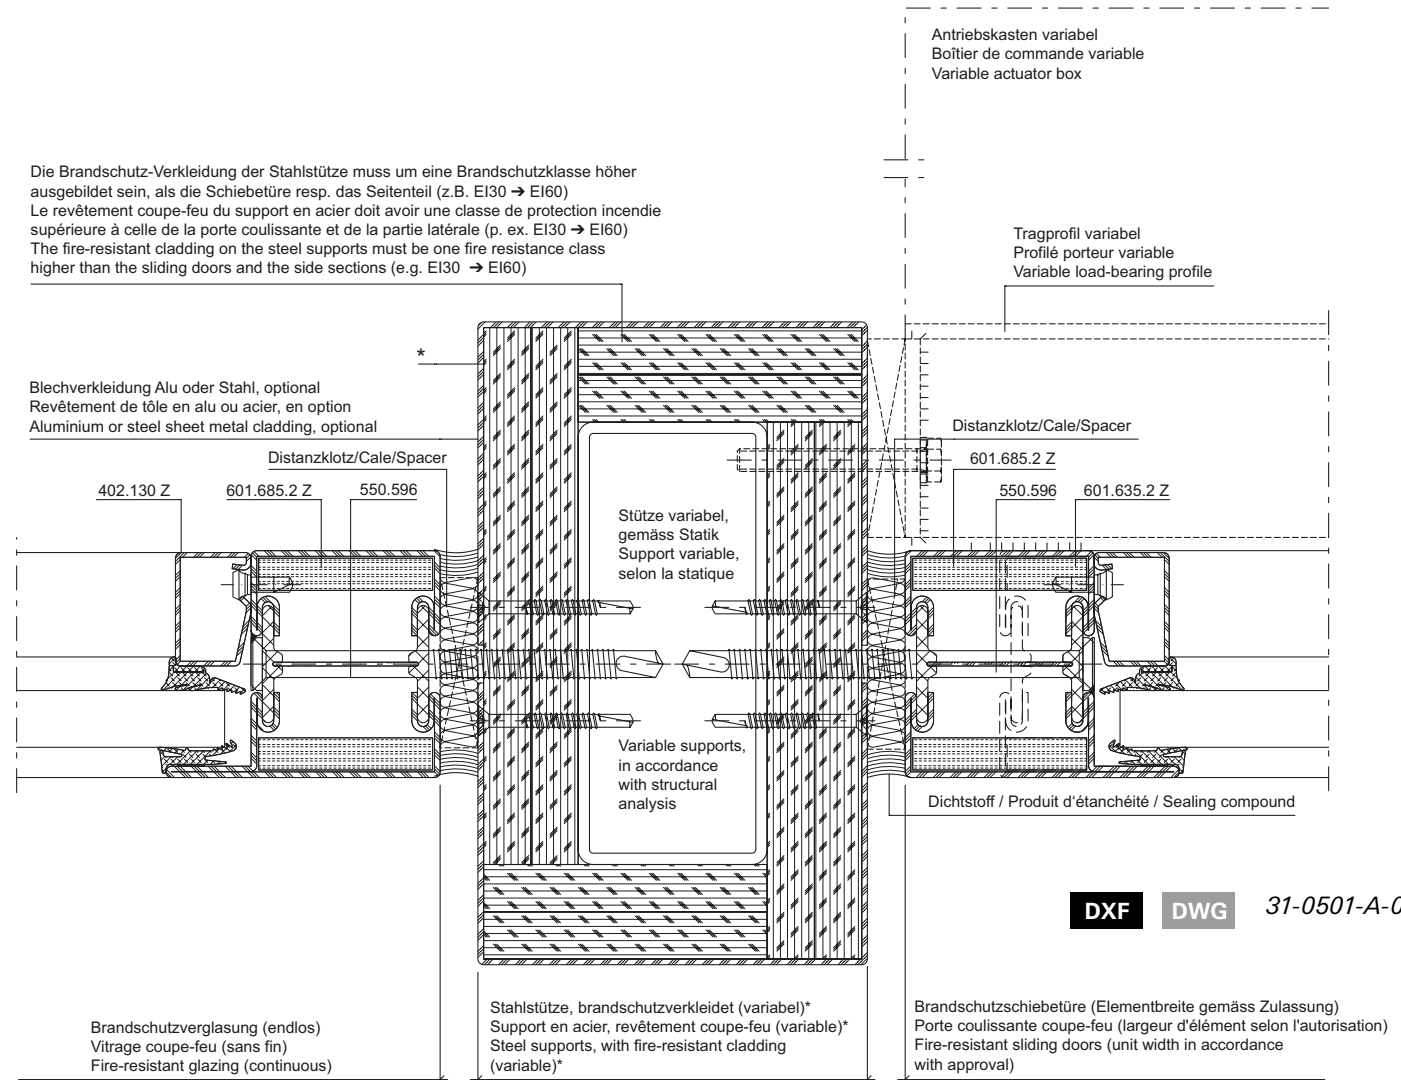 Antriebskasten variabel
Boîtier de commande variable
Variable actuator box
Die Brandschutz-Verkleidung der Stahlstütze muss um eine Brandschutzklasse höher
ausgebildet sein, als die Schiebetüre resp. das Seitenteil (z.B. EI30 ➔ EI60)
Le revêtement coupe-feu du support en acier doit avoir une classe de protection incendie
supérieure à celle de la porte coulissante et de la partie latérale (p. ex. EI30 ➔ EI60)
The fire-resistant cladding on the steel supports must be one fire resistance class
higher than the sliding doors and the side sections (e.g. EI30 ➔ EI60)
Tragprofil variabel
Profilé porteur variable
Variable load-bearing profile
*
Blechverkleidung Alu oder Stahl, optional
Revêtement de tôle en alu ou acier, en option
Aluminium or steel sheet metal cladding, optional
Distanzklotz/Cale/Spacer
402.130 Z
601.685.2 Z
550.596
Distanzklotz/Cale/Spacer
601.685.2 Z
550.596
601.635.2 Z
Stütze variabel,
gemäss Statik
Support variable,
selon la statique
Variable supports,
in accordance
with structural
analysis
Dichtstoff / Produit d'étanchéité / Sealing compound
DXF
DWG
31-0501-A-0
Brandschutzverglasung (endlos)
Vitrage coupe-feu (sans fin)
Fire-resistant glazing (continuous)
Stahlstütze, brandschutzverkleidet (variabel)*
Support en acier, revêtement coupe-feu (variable)*
Steel supports, with fire-resistant cladding
(variable)*
Brandschutzschiebetüre (Elementbreite gemäss Zulassung)
Porte coulissante coupe-feu (largeur d'élément selon l'autorisation)
Fire-resistant sliding doors (unit width in accordance
with approval)